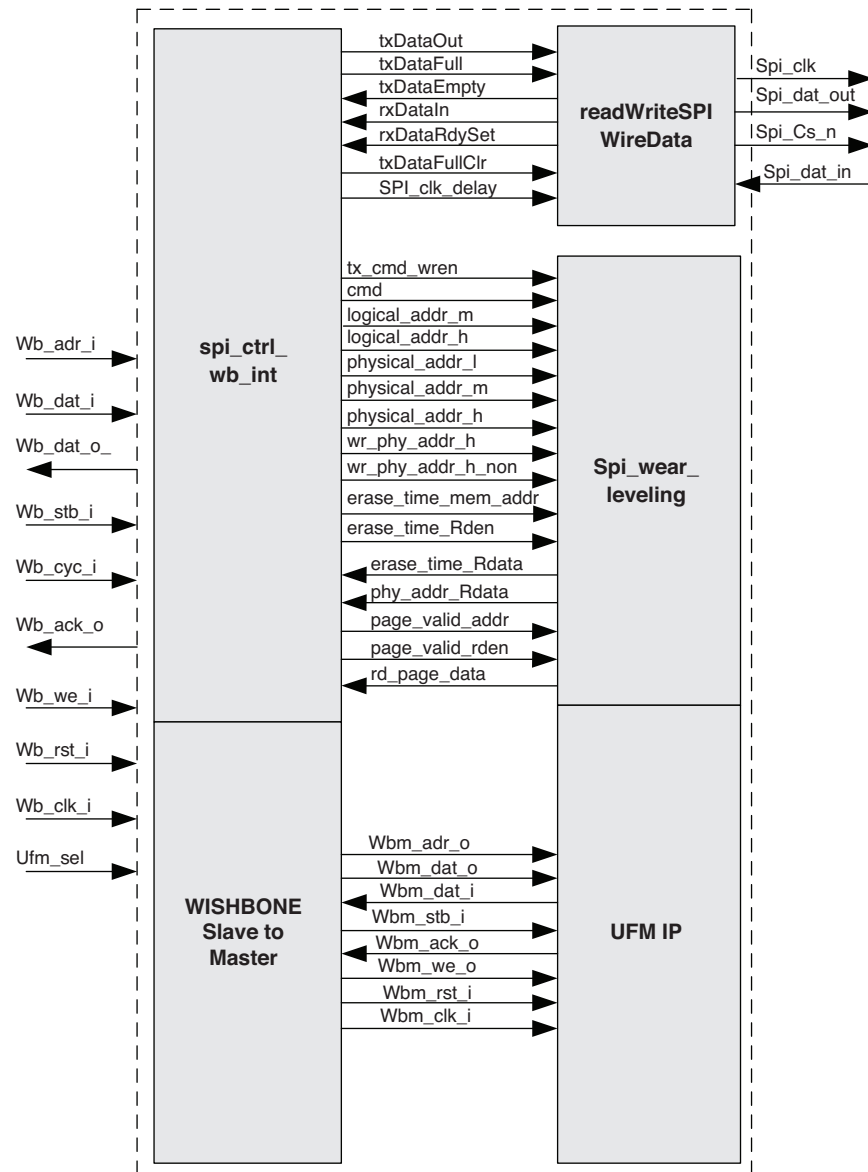 txDataOut
txDataFull
txDataEmpty
rxDataIn
rxDataRdySet
txDataFullClr
SPI_clk_delay
readWriteSPI
WireData
Spi_clk
Spi_dat_out
Spi_Cs_n
Spi_dat_in
spi_ctrl_
wb_int
tx_cmd_wren
cmd
logical_addr_m
logical_addr_h
physical_addr_l
physical_addr_m
physical_addr_h
wr_phy_addr_h
wr_phy_addr_h_non
erase_time_mem_addr
erase_time_Rden
erase_time_Rdata
phy_addr_Rdata
page_valid_addr
page_valid_rden
rd_page_data
Spi_wear_
leveling
Wb_adr_i
Wb_dat_i
Wb_dat_o_
Wb_stb_i
Wb_cyc_i
Wb_ack_o
Wb_we_i
Wb_rst_i
Wb_clk_i
Ufm_sel
WISHBONE
Slave to
Master
Wbm_adr_o
Wbm_dat_o
Wbm_dat_i
Wbm_stb_i
Wbm_ack_o
Wbm_we_o
Wbm_rst_i
Wbm_clk_i
UFM IP